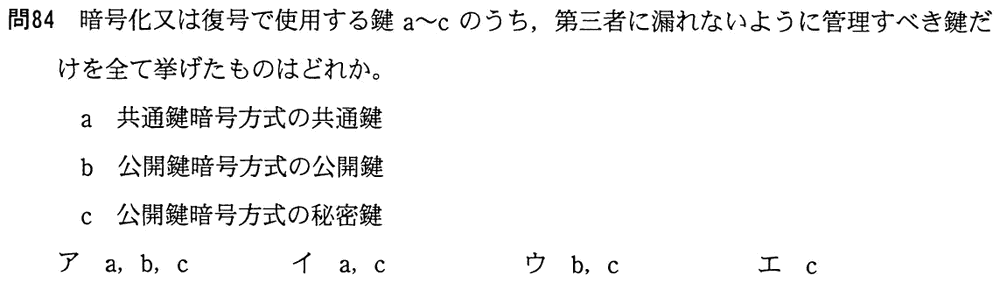 問84 暗号化又は復号で使用する鍵 a～c のうち，第三者に漏れないように管理すべき鍵だ
けを全て挙げたものはどれか。
a 共通鍵暗号方式の共通鍵
b 公開鍵暗号方式の公開鍵
c 公開鍵暗号方式の秘密鍵
ア a，b，c イ a，c ウ b，c エ c